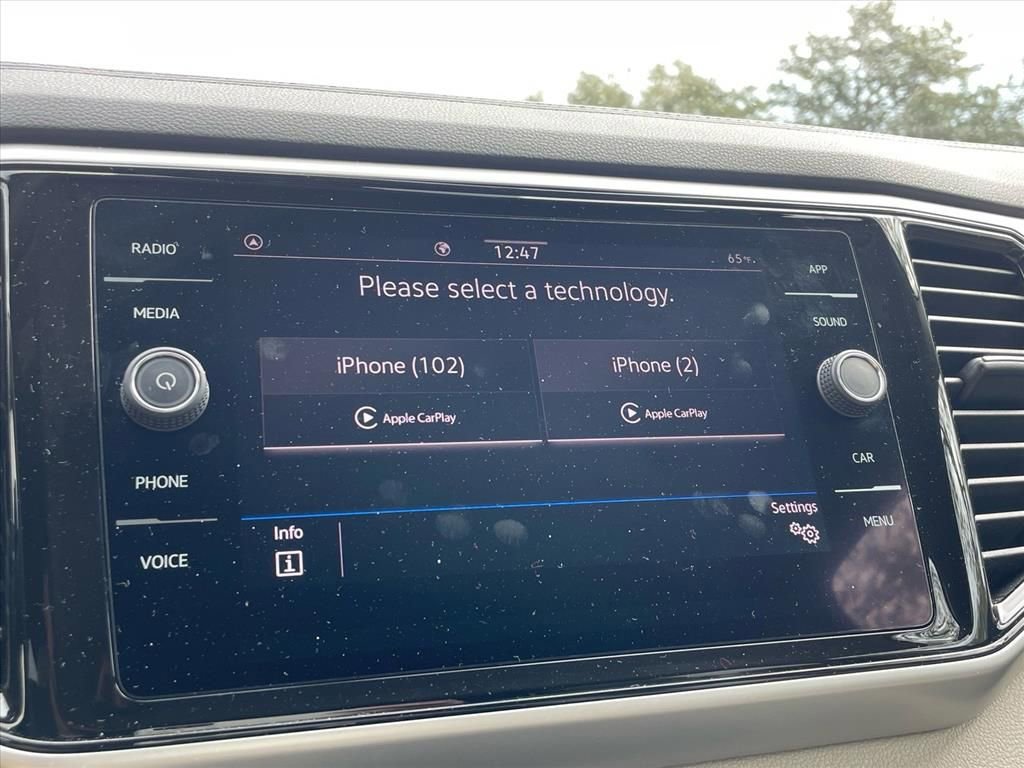 RADIO
MEDIA
PHONE
VOICE
12:47
65°F.
Please select a technology.
iPhone (102)
Apple CarPlay
iPhone (2)
Apple CarPlay
Info
i
Settings
APP
SOUND
CAR
MENU